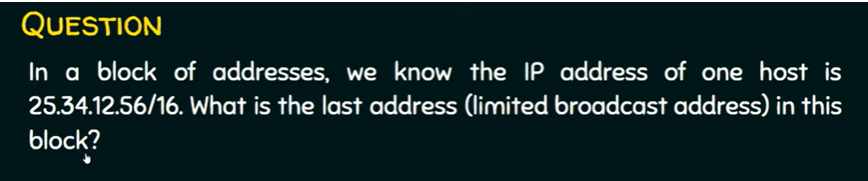 QUESTION
In a block of addresses, we know the IP address of one host is
25.34.12.56/16. What is the last address (limited broadcast address) in this
block?